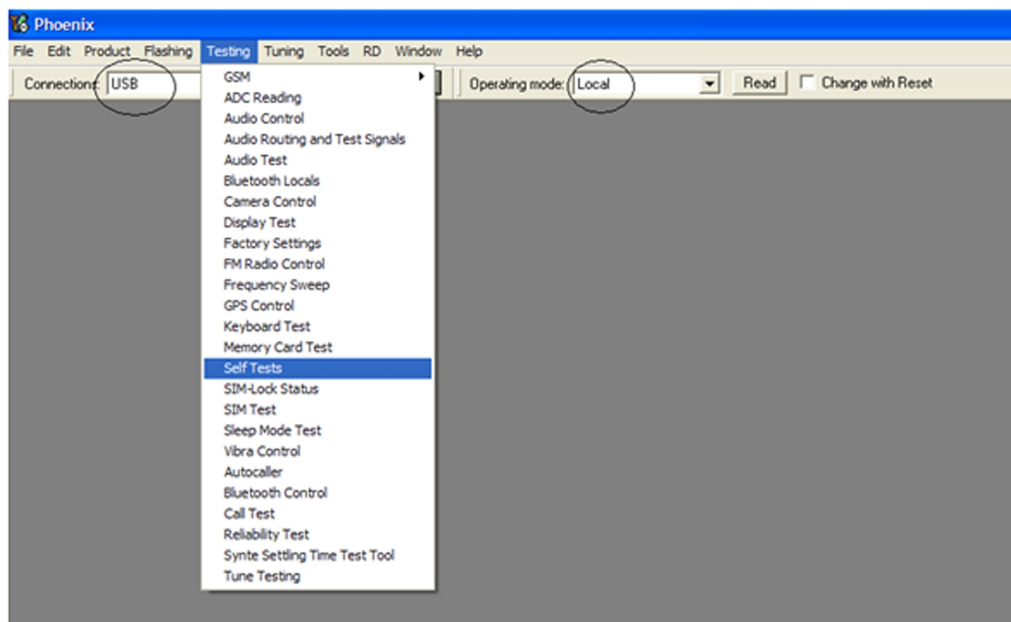 Phoenix
File Edit Product Flashing Testing Tuning Tools RD Window Help
Connections: USB Operating mode: Local Read Change with Reset
GSM
ADC Reading
Audio Control
Audio Routing and Test Signals
Audio Test
Bluetooth Locals
Camera Control
Display Test
Factory Settings
FM Radio Control
Frequency Sweep
GPS Control
Keyboard Test
Memory Card Test
Self Tests
SIM-Lock Status
SIM Test
Sleep Mode Test
Vibra Control
Autocaller
Bluetooth Control
Call Test
Reliability Test
Synte Settling Time Test Tool
Tune Testing